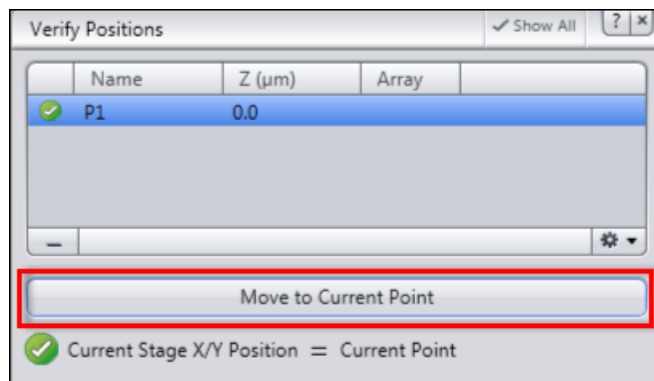 Verify Positions ✓ Show All ? ×
Name Z (µm) Array
P1 0.0
Move to Current Point
Current Stage X/Y Position = Current Point